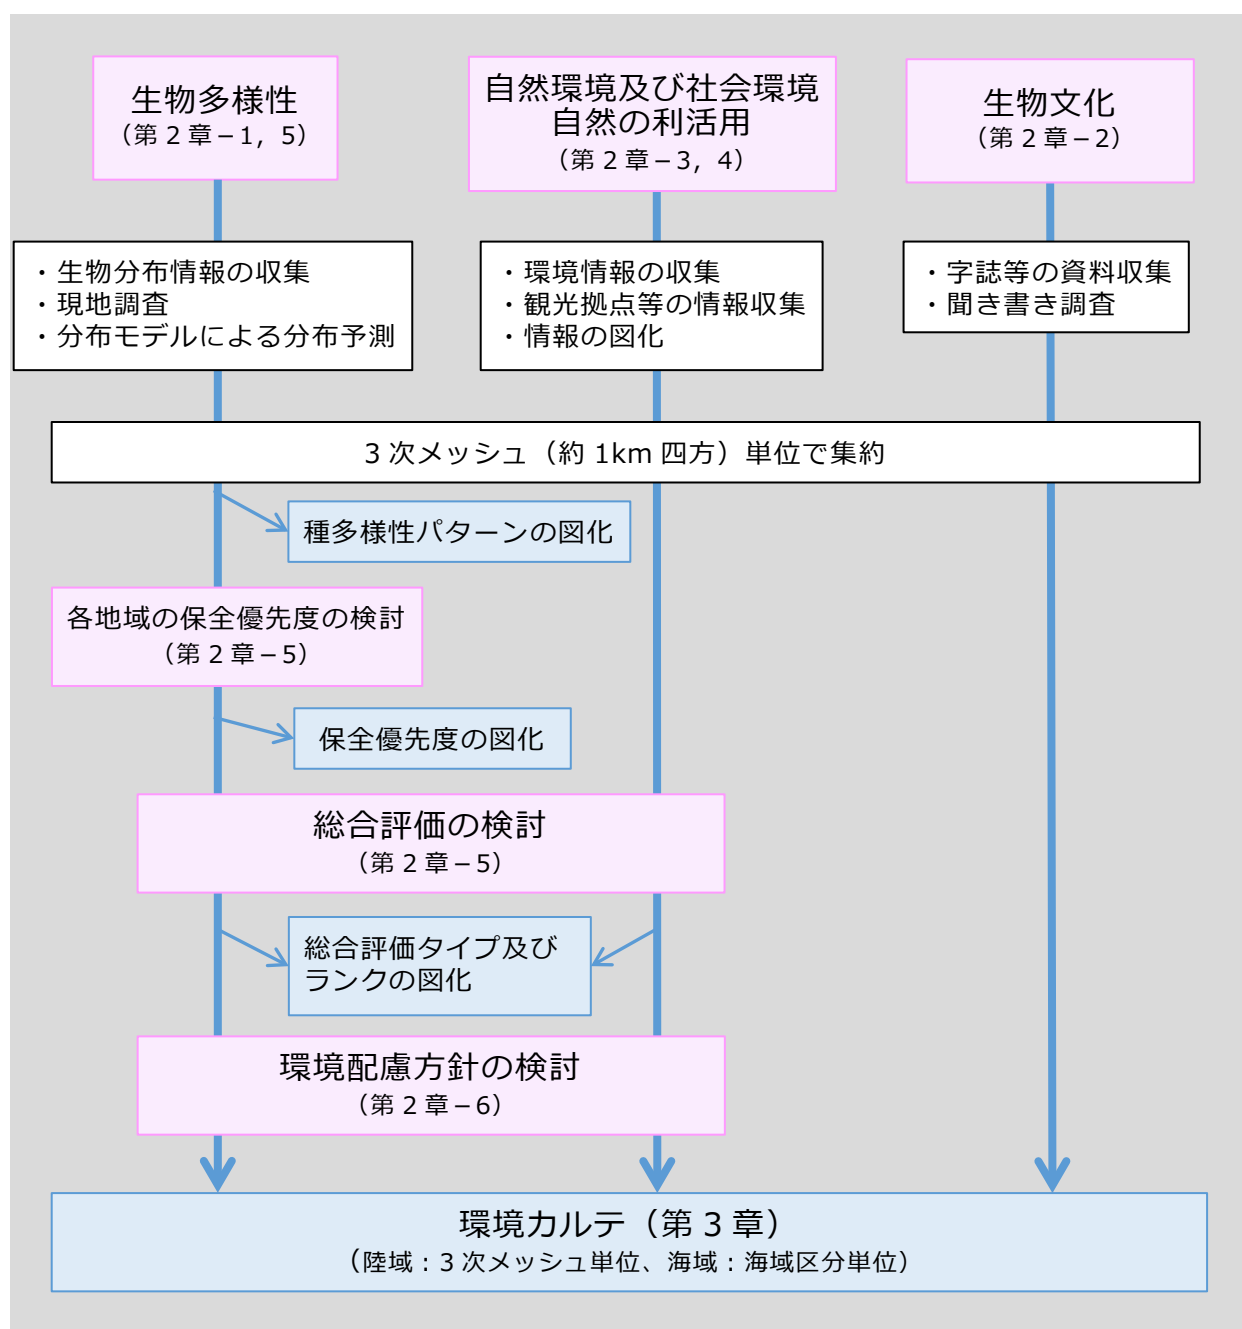 生物多様性
（第２章－1，5）
自然環境及び社会環境
自然の利活用
（第２章－3，4）
生物文化
（第２章－2）
・生物分布情報の収集
・現地調査
・分布モデルによる分布予測
・環境情報の収集
・観光拠点等の情報収集
・情報の図化
・字誌等の資料収集
・聞き書き調査
３次メッシュ（約 1km 四方）単位で集約
種多様性パターンの図化
各地域の保全優先度の検討
（第２章－5）
保全優先度の図化
総合評価の検討
（第２章－5）
総合評価タイプ及び
ランクの図化
環境配慮方針の検討
（第２章－6）
環境カルテ（第３章）
（陸域：３次メッシュ単位、海域：海域区分単位）